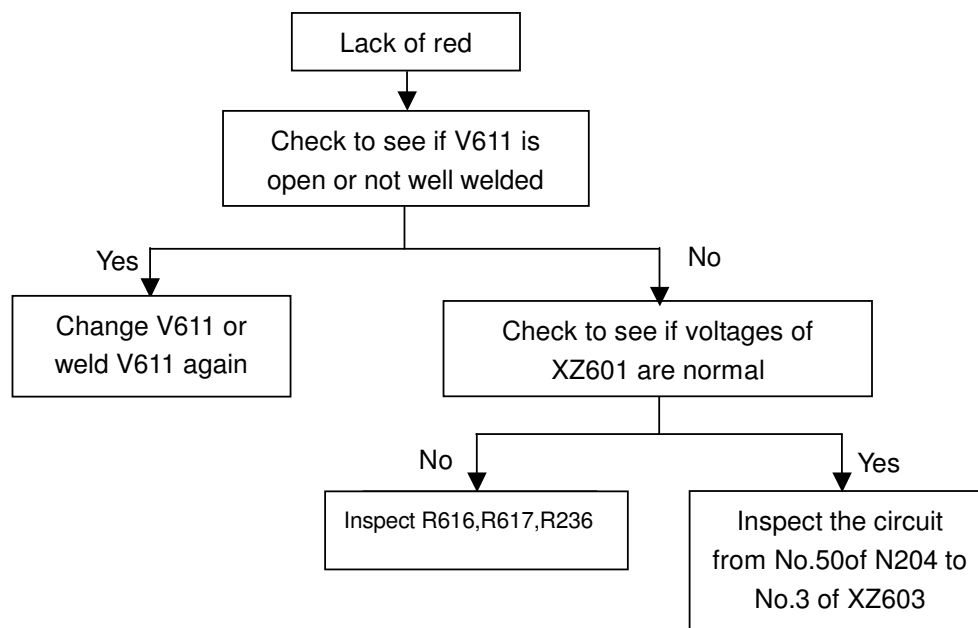 Lack of red
Check to see if V611 is
open or not well welded
Yes
No
Change V611 or
weld V611 again
Check to see if voltages of
XZ601 are normal
No
Yes
Inspect R616,R617,R236
Inspect the circuit
from No.50of N204 to
No.3 of XZ603